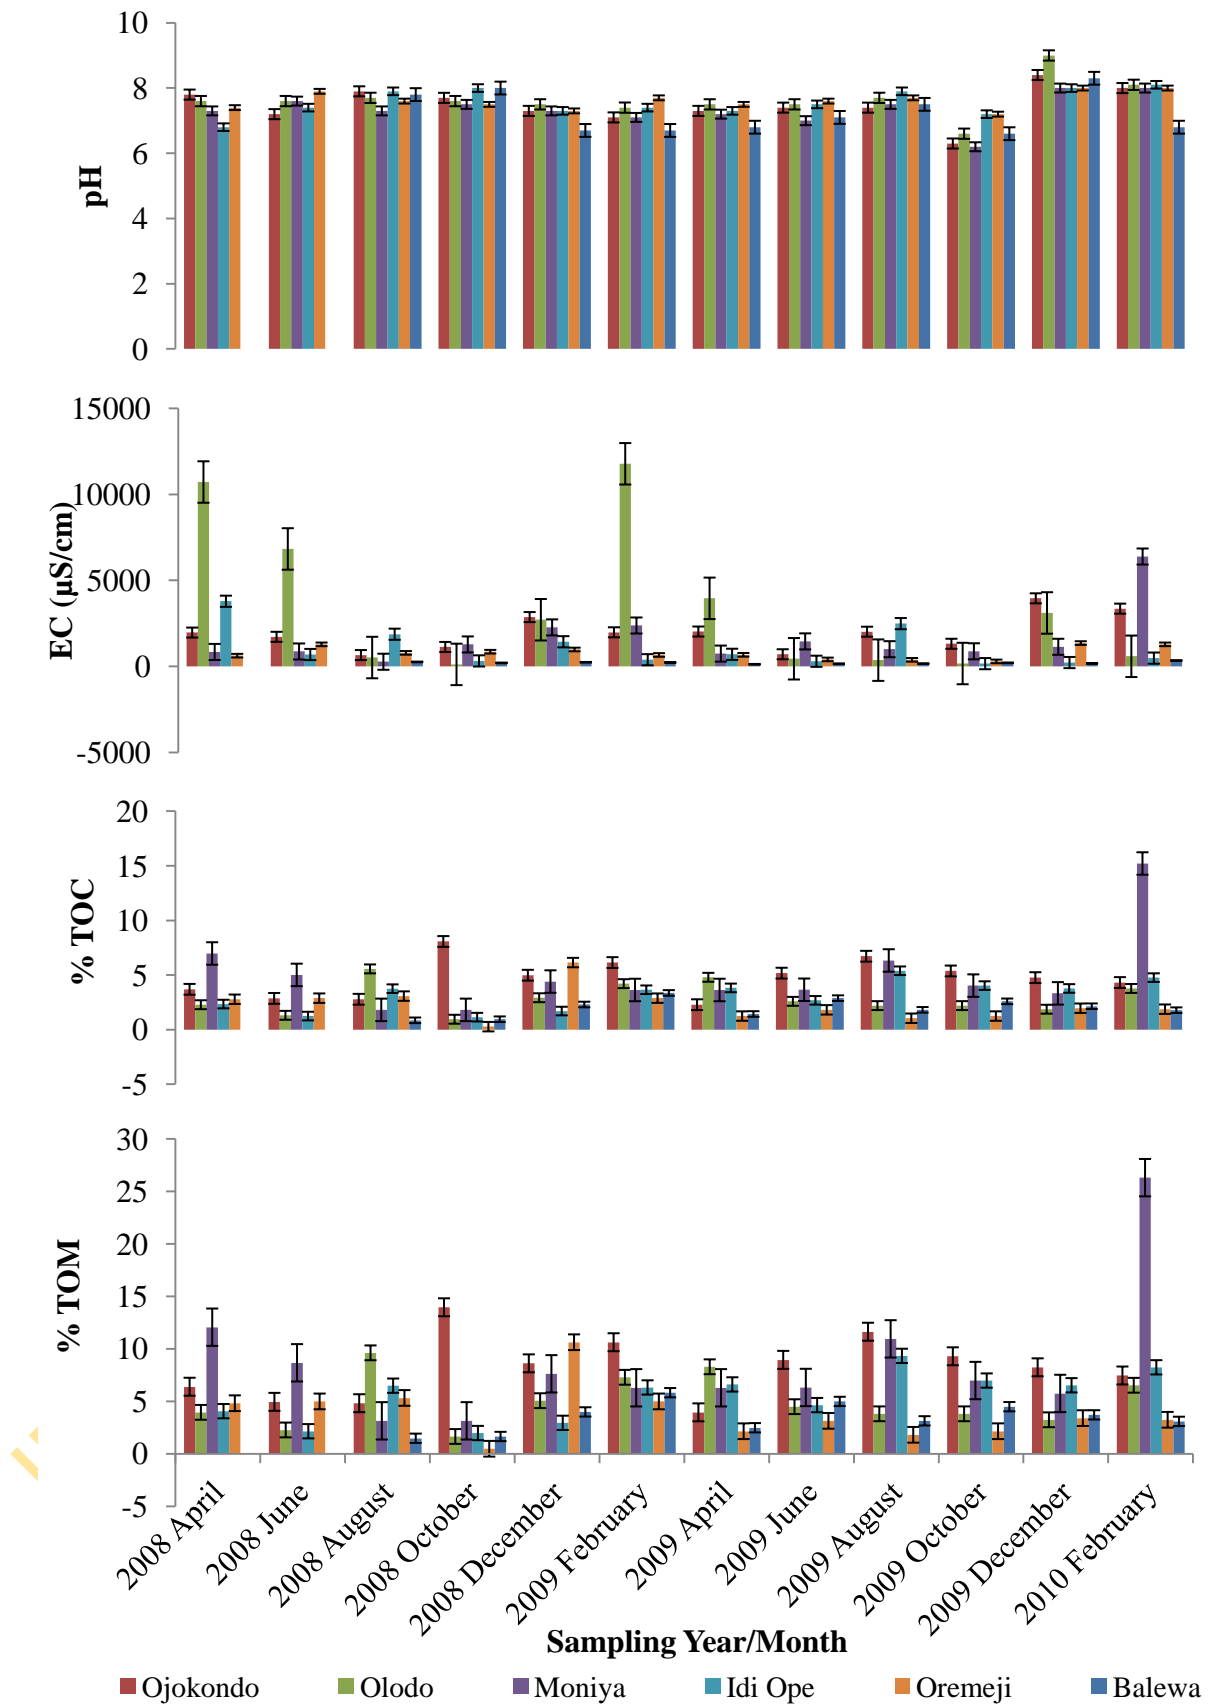 10
8
6
4
2
0
pH
15000
10000
5000
0
-5000
EC (µS/cm)
20
15
10
5
0
-5
% TOC
30
25
20
15
10
5
0
-5
% TOM
2008 April
2008 June
2008 August
2008 October
2008 December
2009 February
2009 April
2009 June
2009 August
2009 October
2009 December
2010 February
Sampling Year/Month
Ojokondo Olodo Moniya Idi Ope Oremeji Balewa